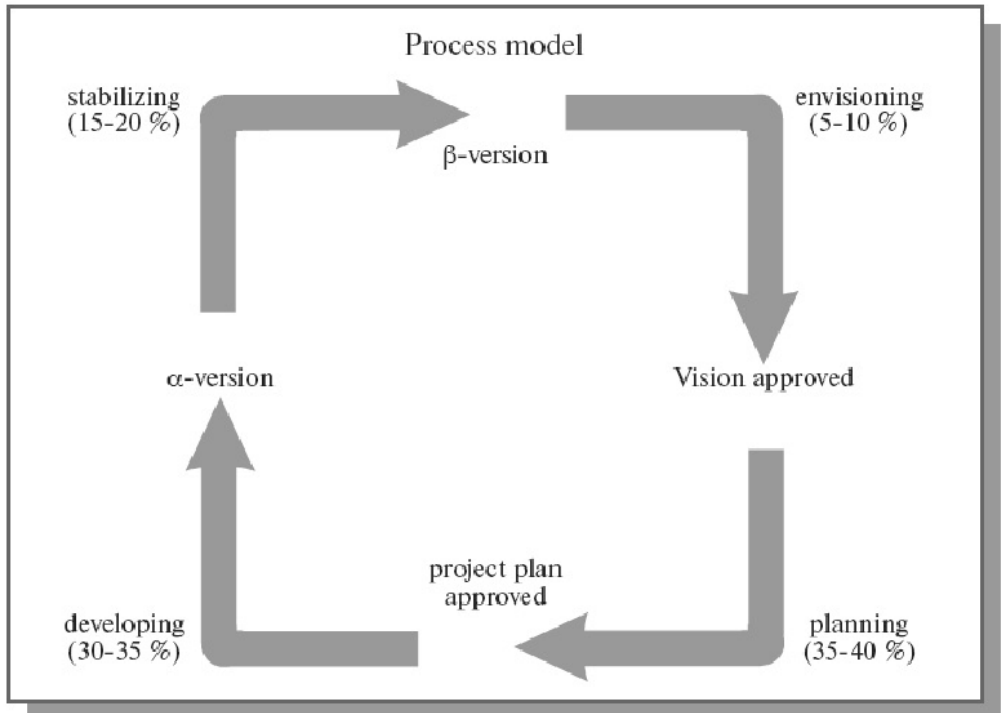 Process model
stabilizing
(15-20 %)
envisioning
(5-10 %)
β-version
α-version
Vision approved
project plan
approved
developing
(30-35 %)
planning
(35-40 %)